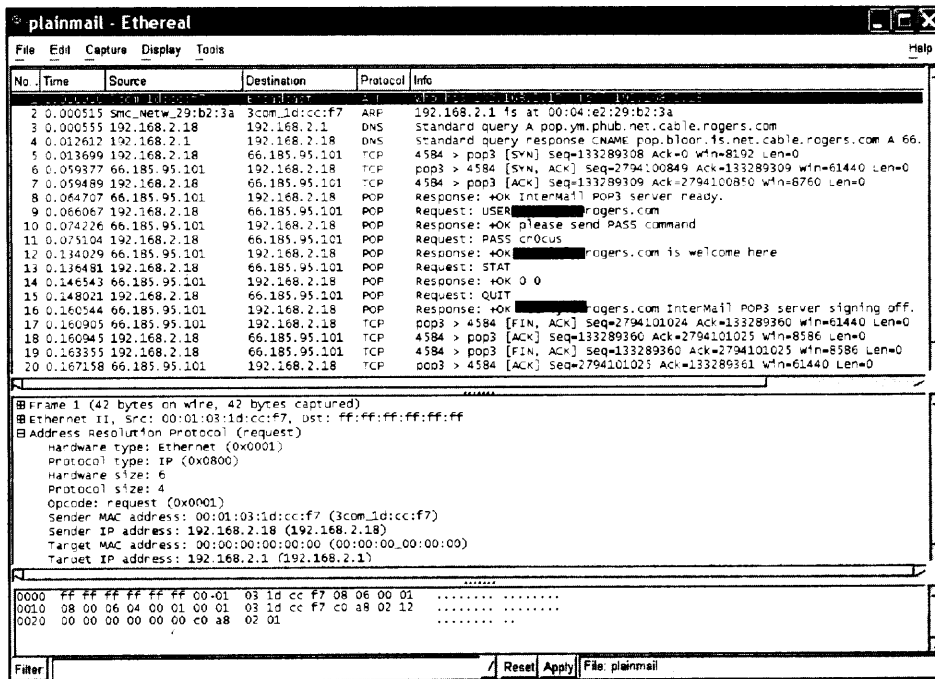 plainmail - Ethereal
File Edit Capture Display Tools Help
No. . Time Source Destination Protocol Info
2 0.000515 Smc_Netw_29:b2:3a 3com_1d:cc:f7 ARP 192.168.2.1 is at 00:04:e2:29:b2:3a
3 0.000555 192.168.2.18 192.168.2.1 DNS Standard query A pop.ym.phub.net.cable.rogers.com
4 0.012612 192.168.2.1 192.168.2.18 DNS Standard query response CNAME pop.bloor.is.net.cable.rogers.com A 66.
5 0.013699 192.168.2.18 66.185.95.101 TCP 4584 > pop3 [SYN] Seq=133289308 Ack=0 Win=8192 Len=0
6 0.059377 66.185.95.101 192.168.2.18 TCP pop3 > 4584 [SYN, ACK] Seq=2794100849 Ack=133289309 Win=61440 Len=0
7 0.059489 192.168.2.18 66.185.95.101 TCP 4584 > pop3 [ACK] Seq=133289309 Ack=2794100850 Win=8760 Len=0
8 0.064707 66.185.95.101 192.168.2.18 POP Response: +OK InterMail POP3 server ready.
9 0.066067 192.168.2.18 66.185.95.101 POP Request: USER rogers.com
10 0.074226 66.185.95.101 192.168.2.18 POP Response: +OK please send PASS command
11 0.075104 192.168.2.18 66.185.95.101 POP Request: PASS cr0cus
12 0.134029 66.185.95.101 192.168.2.18 POP Response: +OK rogers.com is welcome here
13 0.136481 192.168.2.18 66.185.95.101 POP Request: STAT
14 0.146543 66.185.95.101 192.168.2.18 POP Response: +OK 0 0
15 0.148021 192.168.2.18 66.185.95.101 POP Request: QUIT
16 0.160544 66.185.95.101 192.168.2.18 POP Response: +OK rogers.com InterMail POP3 server signing off.
17 0.160905 66.185.95.101 192.168.2.18 TCP pop3 > 4584 [FIN, ACK] Seq=2794101024 Ack=133289360 Win=61440 Len=0
18 0.160945 192.168.2.18 66.185.95.101 TCP 4584 > pop3 [ACK] Seq=133289360 Ack=2794101025 Win=8586 Len=0
19 0.163355 192.168.2.18 66.185.95.101 TCP 4584 > pop3 [FIN, ACK] Seq=133289360 Ack=2794101025 Win=8586 Len=0
20 0.167158 66.185.95.101 192.168.2.18 TCP pop3 > 4584 [ACK] Seq=2794101025 Ack=133289361 Win=61440 Len=0
Frame 1 (42 bytes on wire, 42 bytes captured)
Ethernet II, Src: 00:01:03:1d:cc:f7, Dst: ff:ff:ff:ff:ff:ff
Address Resolution Protocol (request)
Hardware type: Ethernet (0x0001)
Protocol type: IP (0x0800)
Hardware size: 6
Protocol size: 4
Opcode: request (0x0001)
Sender MAC address: 00:01:03:1d:cc:f7 (3com_1d:cc:f7)
Sender IP address: 192.168.2.18 (192.168.2.18)
Target MAC address: 00:00:00:00:00:00 (00:00:00_00:00:00)
Target IP address: 192.168.2.1 (192.168.2.1)
0000 ff ff ff ff ff ff 00 01 03 1d cc f7 08 06 00 01 ........ ........
0010 08 00 06 04 00 01 00 01 03 1d cc f7 c0 a8 02 12 ........ ........
0020 00 00 00 00 00 00 c0 a8 02 01 ........ ..
Filter / Reset Apply File: plainmail